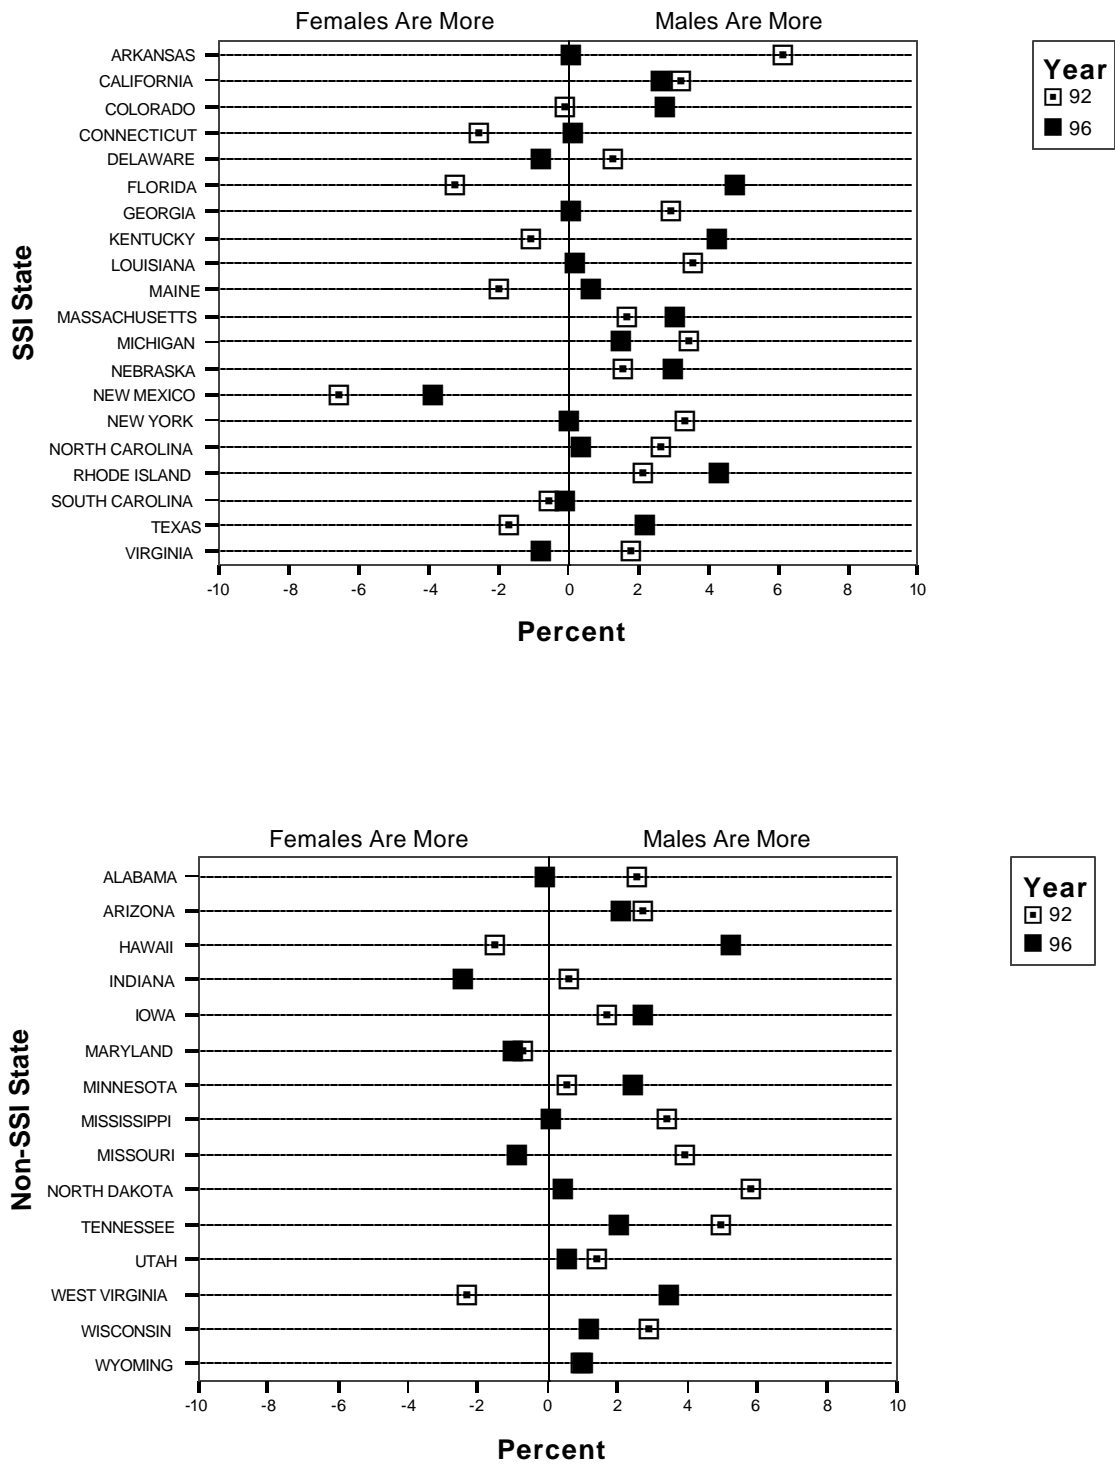 Females Are More Males Are More
ARKANSAS
CALIFORNIA
COLORADO
CONNECTICUT
DELAWARE
FLORIDA
GEORGIA
KENTUCKY
LOUISIANA
MAINE
MASSACHUSETTS
MICHIGAN
NEBRASKA
NEW MEXICO
NEW YORK
NORTH CAROLINA
RHODE ISLAND
SOUTH CAROLINA
TEXAS
VIRGINIA
SSI State
-10 -8 -6 -4 -2 0 2 4 6 8 10
Percent
Year
92
96
Females Are More Males Are More
ALABAMA
ARIZONA
HAWAII
INDIANA
IOWA
MARYLAND
MINNESOTA
MISSISSIPPI
MISSOURI
NORTH DAKOTA
TENNESSEE
UTAH
WEST VIRGINIA
WISCONSIN
WYOMING
Non-SSI State
-10 -8 -6 -4 -2 0 2 4 6 8 10
Percent
Year
92
96